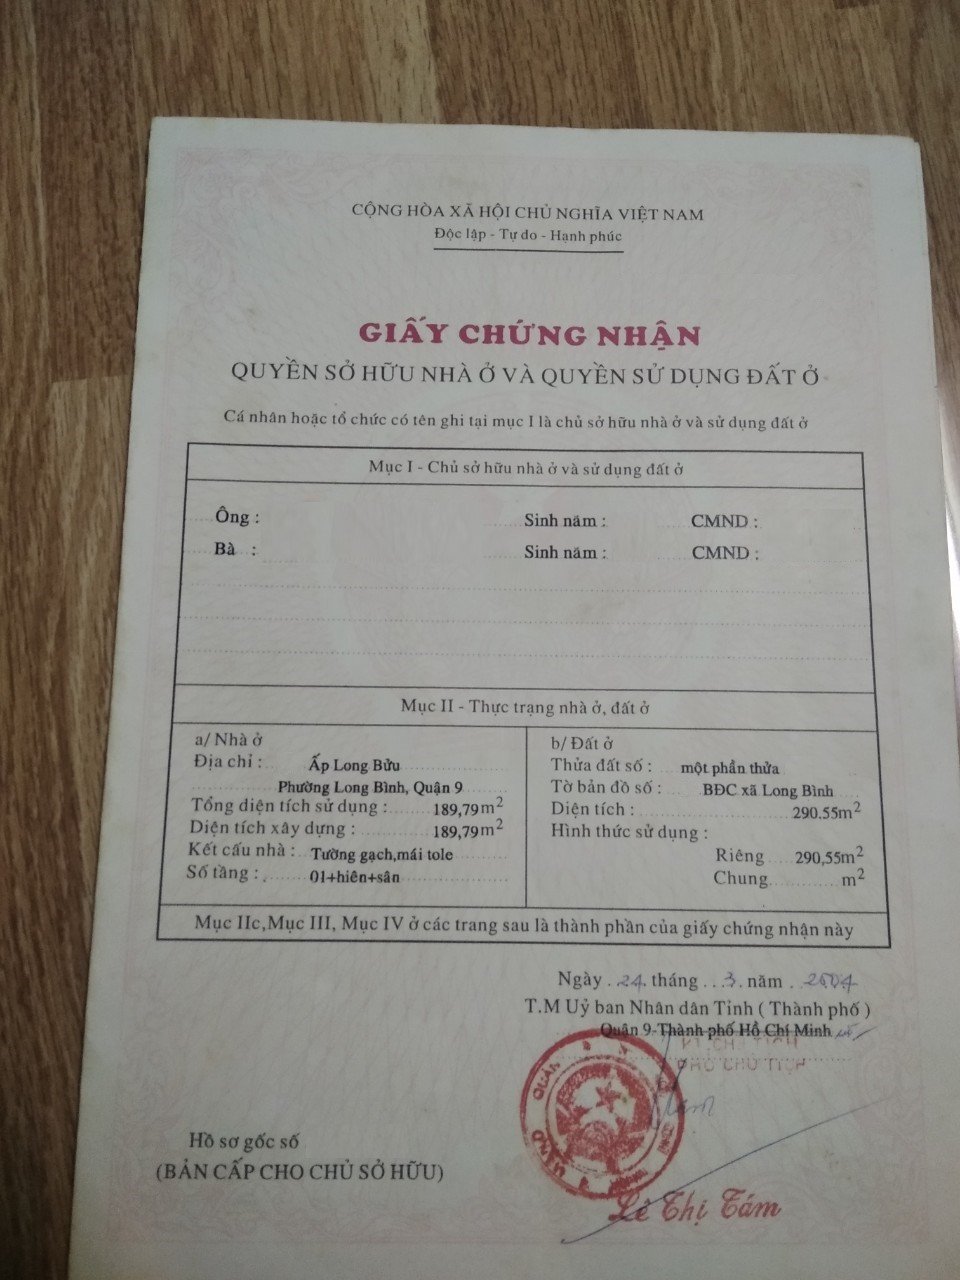 CỘNG HÒA XÃ HỘI CHỦ NGHĨA VIỆT NAM
Độc lập - Tự do - Hạnh phúc
GIẤY CHỨNG NHẬN
QUYỀN SỞ HỮU NHÀ Ở VÀ QUYỀN SỬ DỤNG ĐẤT Ở
Cá nhân hoặc tổ chức có tên ghi tại mục I là chủ sở hữu nhà ở và sử dụng đất ở
Mục I - Chủ sở hữu nhà ở và sử dụng đất ở
Ông : Sinh năm : CMND :
Bà : Sinh năm : CMND :
Mục II - Thực trạng nhà ở, đất ở
a/ Nhà ở
Địa chỉ : Ấp Long Bửu
Phường Long Bình, Quận 9
Tổng diện tích sử dụng : 189,79m²
Diện tích xây dựng : 189,79m²
Kết cấu nhà : Tường gạch,mái tole
Số tầng : 01+hiên+sân
b/ Đất ở
Thửa đất số : một phần thửa
Tờ bản đồ số : BĐC xã Long Bình
Diện tích : 290.55m²
Hình thức sử dụng :
Riêng 290,55m²
Chung m²
Mục IIc,Mục III, Mục IV ở các trang sau là thành phần của giấy chứng nhận này
Ngày 24 tháng 3 năm 2004
T.M Uỷ ban Nhân dân Tỉnh ( Thành phố )
Quận 9-Thành phố Hồ Chí Minh
KT.CHỦ TỊCH
PHÓ CHỦ TỊCH
Hồ sơ gốc số
(BẢN CẤP CHO CHỦ SỞ HỮU)
Lê Thị Tám